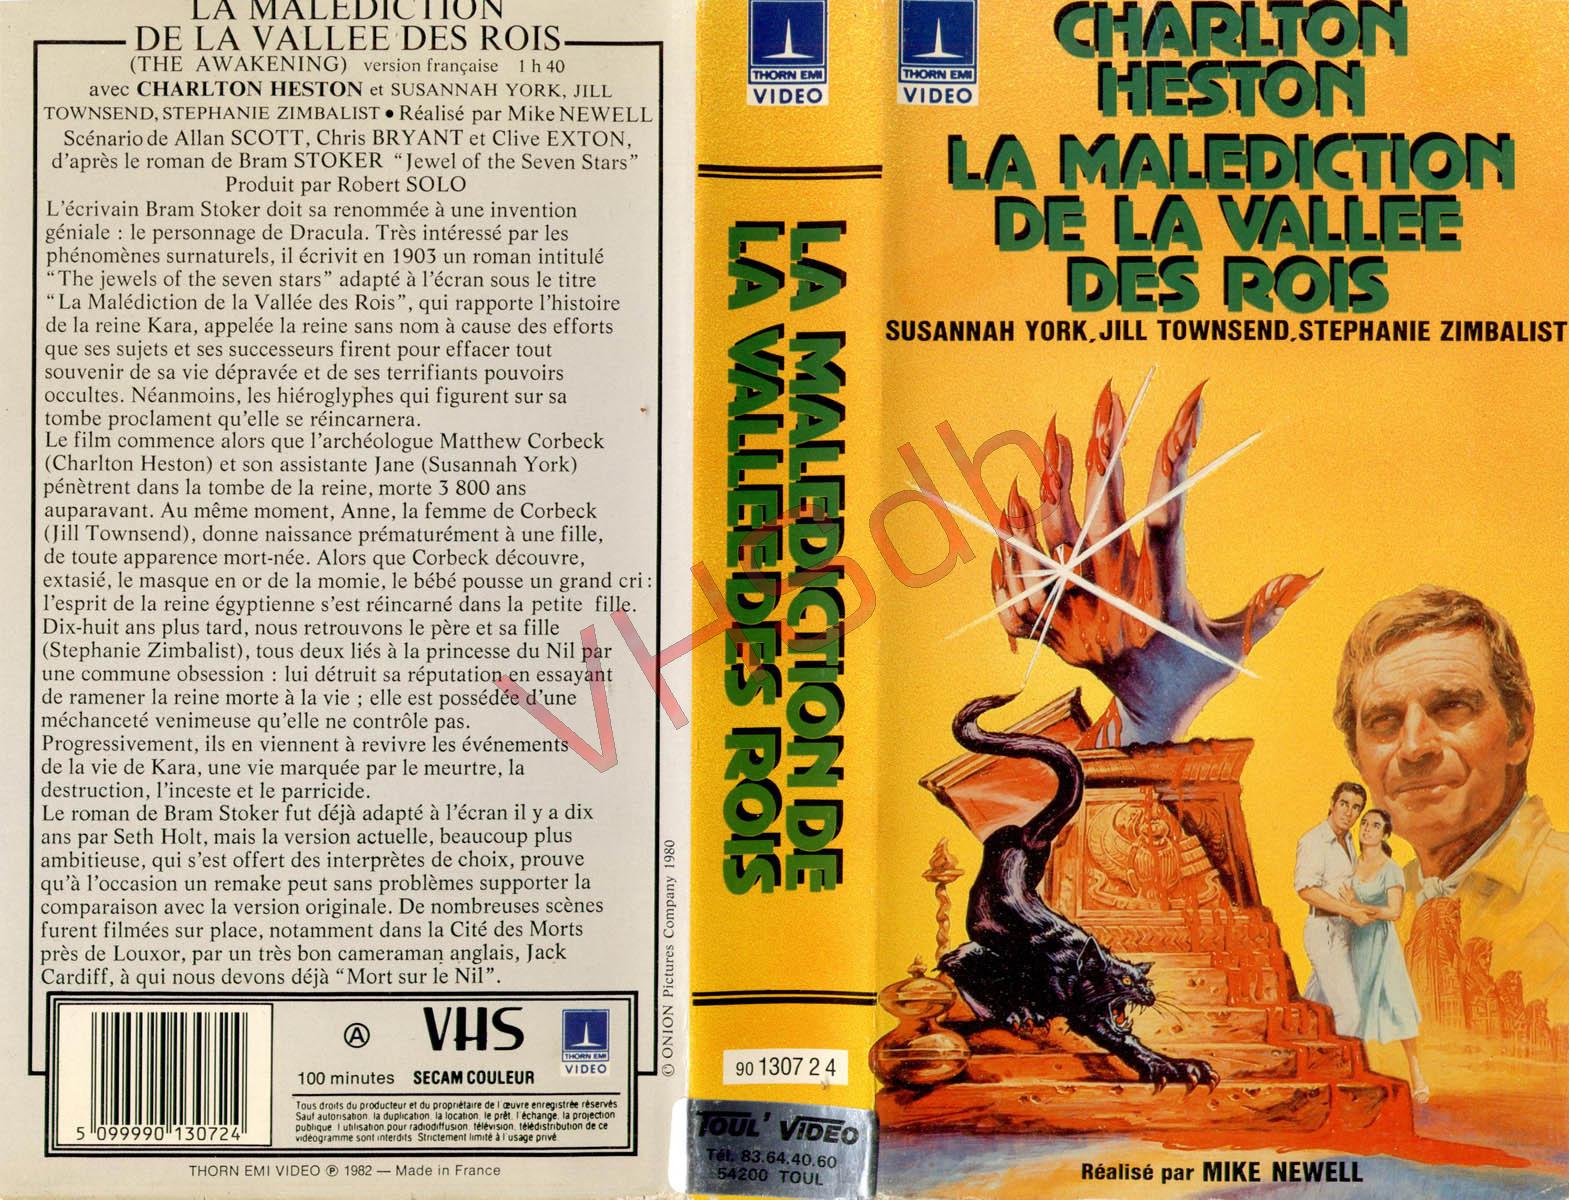 LA MALEDICTION
DE LA VALLEE DES ROIS
(THE AWAKENING) version française 1 h 40
avec CHARLTON HESTON et SUSANNAH YORK, JILL
TOWNSEND, STEPHANIE ZIMBALIST • Réalisé par Mike NEWELL
Scénario de Allan SCOTT, Chris BRYANT et Clive EXTON,
d'après le roman de Bram STOKER "Jewel of the Seven Stars"
Produit par Robert SOLO
L'écrivain Bram Stoker doit sa renommée à une invention
géniale : le personnage de Dracula. Très intéressé par les
phénomènes surnaturels, il écrivit en 1903 un roman intitulé
"The jewels of the seven stars" adapté à l'écran sous le titre
"La Malédiction de la Vallée des Rois", qui rapporte l'histoire
de la reine Kara, appelée la reine sans nom à cause des efforts
que ses sujets et ses successeurs firent pour effacer tout
souvenir de sa vie dépravée et de ses terrifiants pouvoirs
occultes. Néanmoins, les hiéroglyphes qui figurent sur sa
tombe proclament qu'elle se réincarnera.
Le film commence alors que l'archéologue Matthew Corbeck
(Charlton Heston) et son assistante Jane (Susannah York)
pénètrent dans la tombe de la reine, morte 3 800 ans
auparavant. Au même moment, Anne, la femme de Corbeck
(Jill Townsend), donne naissance prématurément à une fille,
de toute apparence mort-née. Alors que Corbeck découvre,
extasié, le masque en or de la momie, le bébé pousse un grand cri :
l'esprit de la reine égyptienne s'est réincarné dans la petite fille.
Dix-huit ans plus tard, nous retrouvons le père et sa fille
(Stephanie Zimbalist), tous deux liés à la princesse du Nil par
une commune obsession : lui détruit sa réputation en essayant
de ramener la reine morte à la vie ; elle est possédée d'une
méchanceté venimeuse qu'elle ne contrôle pas.
Progressivement, ils en viennent à revivre les événements
de la vie de Kara, une vie marquée par le meurtre, la
destruction, l'inceste et le parricide.
Le roman de Bram Stoker fut déjà adapté à l'écran il y a dix
ans par Seth Holt, mais la version actuelle, beaucoup plus
ambitieuse, qui s'est offert des interprètes de choix, prouve
qu'à l'occasion un remake peut sans problèmes supporter la
comparaison avec la version originale. De nombreuses scènes
furent filmées sur place, notamment dans la Cité des Morts
près de Louxor, par un très bon cameraman anglais, Jack
Cardiff, à qui nous devons déjà "Mort sur le Nil".
5 099990 130724
A VHS
100 minutes SECAM COULEUR
THORN EMI
VIDEO
Tous droits du producteur et du propriétaire de l'œuvre enregistrée réservés
Sauf autorisation, la duplication, la location, le prêt, l'échange, la projection
publique, l'utilisation pour radiodiffusion, télévision, télédistribution de ce
vidéogramme sont interdits. Strictement limité à l'usage privé.
THORN EMI VIDEO ℗ 1982 — Made in France
© ONION Pictures Company 1980
THORN EMI
VIDEO
LA MALEDICTION DE
LA VALLEE DES ROIS
90 1307 2 4
TOUL' VIDEO
Tél. 83.64.40.60
54200 TOUL
THORN EMI
VIDEO
CHARLTON
HESTON
LA MALEDICTION
DE LA VALLEE
DES ROIS
SUSANNAH YORK, JILL TOWNSEND, STEPHANIE ZIMBALIST
Réalisé par MIKE NEWELL
VHSdb